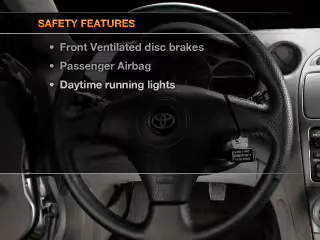 SAFETY FEATURES
• Front Ventilated disc brakes
• Passenger Airbag
• Daytime running lights